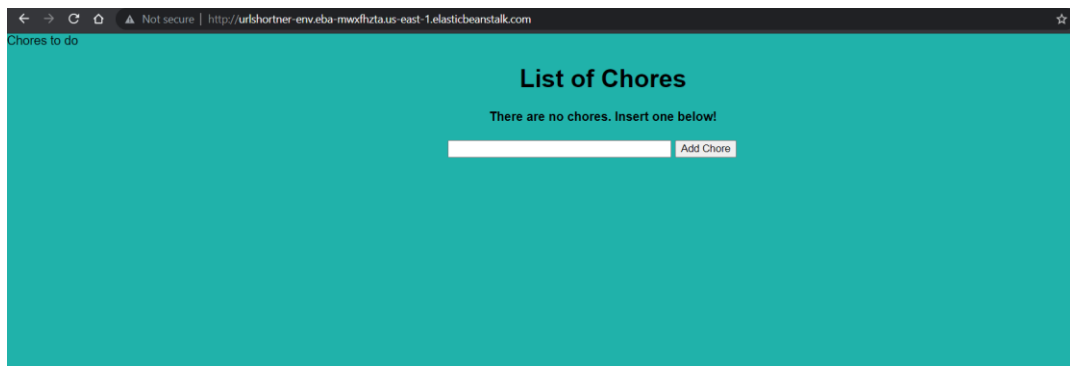 Not secure | http://urlshortner-env.eba-mwxfhzta.us-east-1.elasticbeanstalk.com
Chores to do
List of Chores
There are no chores. Insert one below!
Add Chore